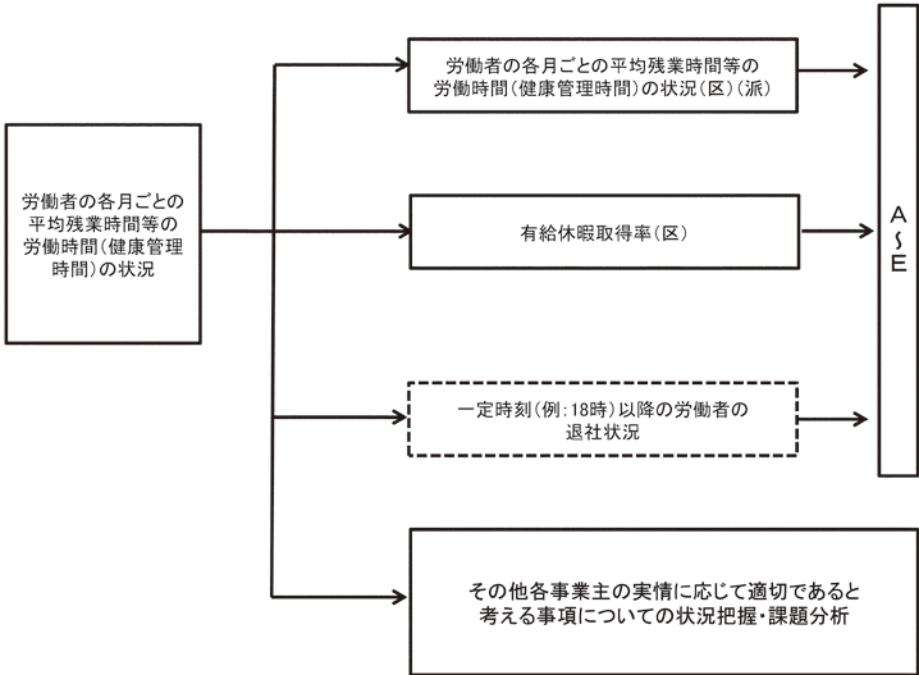 労働者の各月ごとの
平均残業時間等の
労働時間(健康管理
時間)の状況
労働者の各月ごとの平均残業時間等の
労働時間(健康管理時間)の状況(区)(派)
有給休暇取得率(区)
一定時刻(例:18時)以降の労働者の
退社状況
その他各事業主の実情に応じて適切であると
考える事項についての状況把握・課題分析
A
〜
E